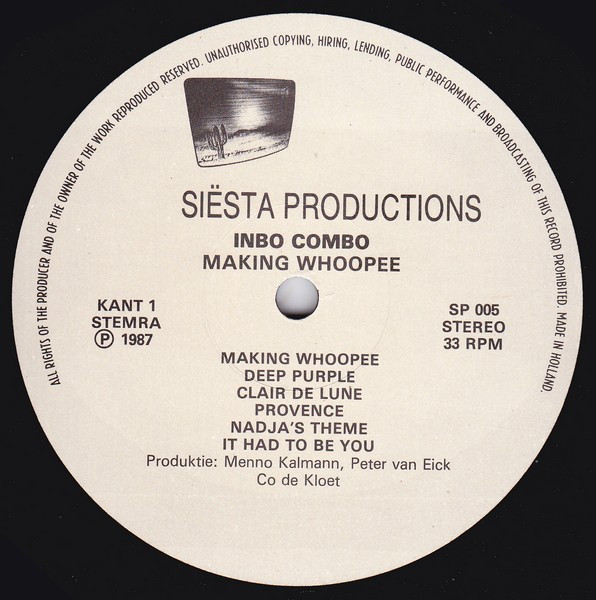 ALL RIGHTS OF THE PRODUCER AND OF THE OWNER OF THE WORK REPRODUCED RESERVED. UNAUTHORISED COPYING, HIRING, LENDING, PUBLIC PERFORMANCE AND BROADCASTING OF THIS RECORD PROHIBITED. MADE IN HOLLAND.
SIËSTA PRODUCTIONS
INBO COMBO
MAKING WHOOPEE
KANT 1
STEMRA
Ⓟ 1987
SP 005
STEREO
33 RPM
MAKING WHOOPEE
DEEP PURPLE
CLAIR DE LUNE
PROVENCE
NADJA'S THEME
IT HAD TO BE YOU
Produktie: Menno Kalmann, Peter van Eick
Co de Kloet